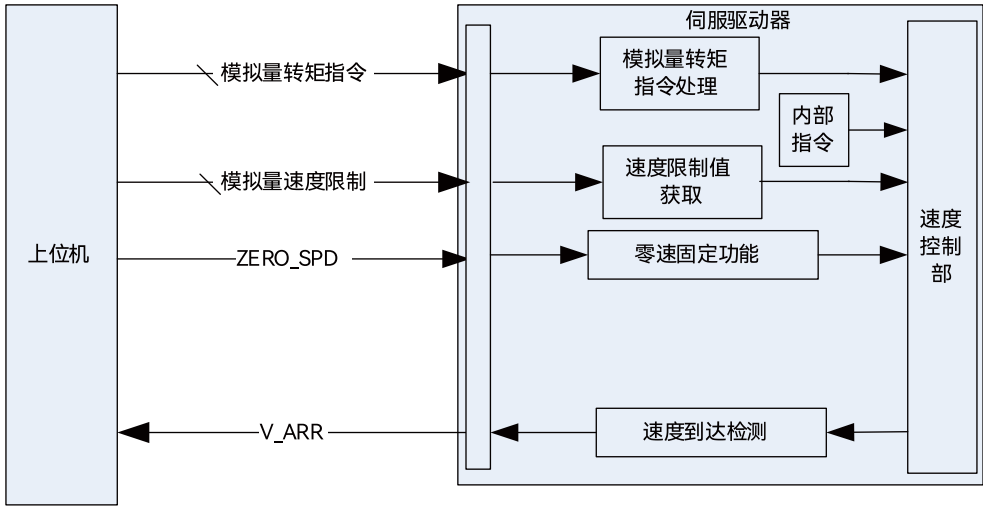 伺服驱动器
模拟量转矩指令
模拟量转矩
指令处理
内部
指令
模拟量速度限制
速度限制值
获取
上位机
ZERO_SPD
零速固定功能
速度
控制
部
V_ARR
速度到达检测